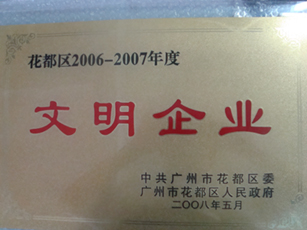 花都区2006-2007年度
文明企业
中共广州市花都区委
广州市花都区人民政府
二〇〇八年五月